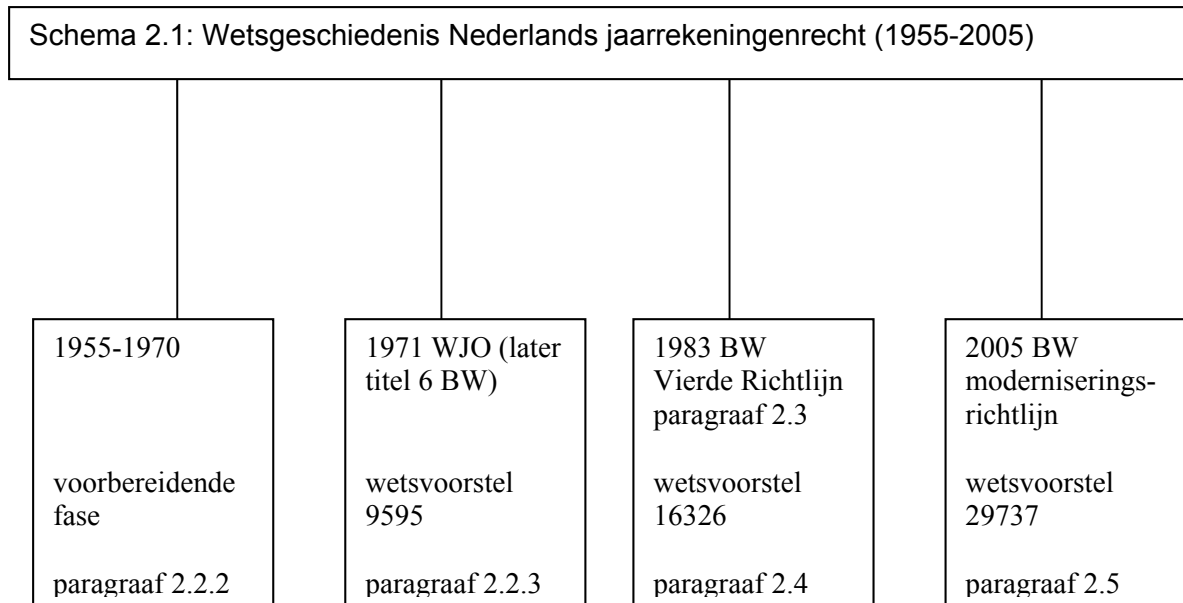 Schema 2.1: Wetsgeschiedenis Nederlands jaarrekeningenrecht (1955-2005)
1955-1970
voorbereidende
fase
paragraaf 2.2.2
1971 WJO (later
titel 6 BW)
wetsvoorstel
9595
paragraaf 2.2.3
1983 BW
Vierde Richtlijn
paragraaf 2.3
wetsvoorstel
16326
paragraaf 2.4
2005 BW
moderniserings-
richtlijn
wetsvoorstel
29737
paragraaf 2.5